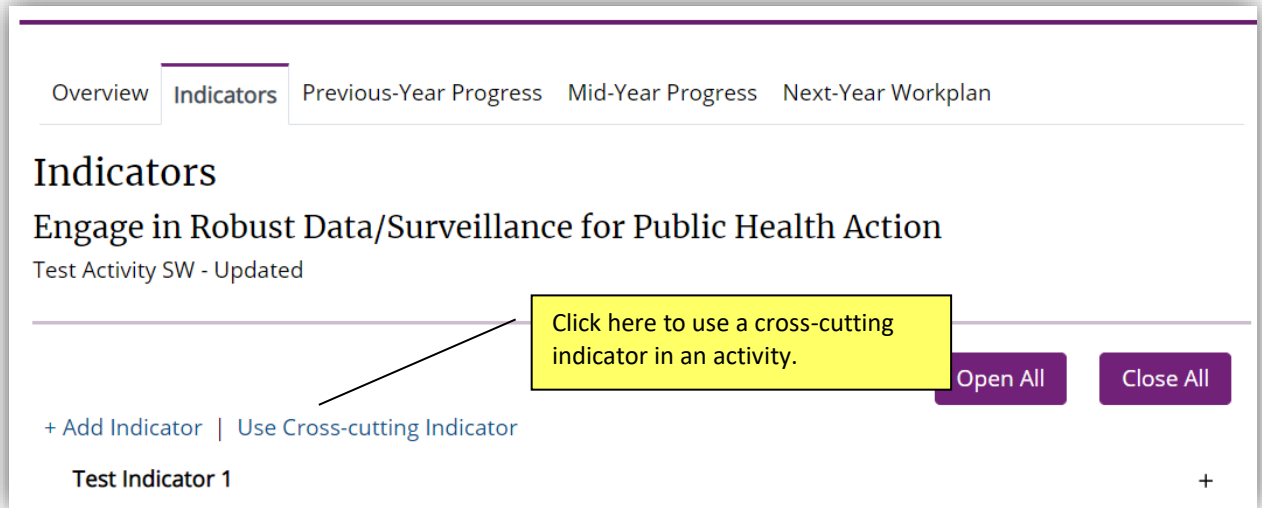 Overview Indicators Previous-Year Progress Mid-Year Progress Next-Year Workplan
Indicators
Engage in Robust Data/Surveillance for Public Health Action
Test Activity SW - Updated
Click here to use a cross-cutting
indicator in an activity.
Open All Close All
+ Add Indicator | Use Cross-cutting Indicator
Test Indicator 1 +